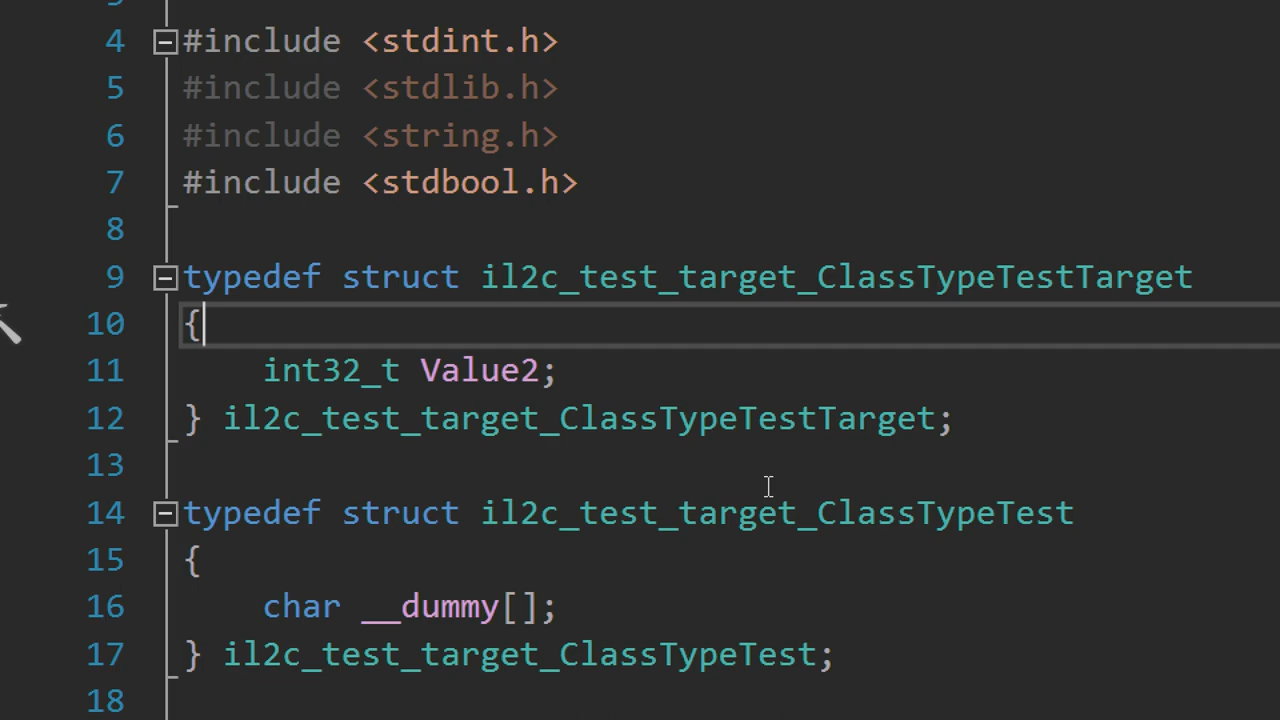 4 #include <stdint.h>
5 #include <stdlib.h>
6 #include <string.h>
7 #include <stdbool.h>
8
9 typedef struct il2c_test_target_ClassTypeTestTarget
10 {
11 int32_t Value2;
12 } il2c_test_target_ClassTypeTestTarget;
13
14 typedef struct il2c_test_target_ClassTypeTest
15 {
16 char __dummy[];
17 } il2c_test_target_ClassTypeTest;
18